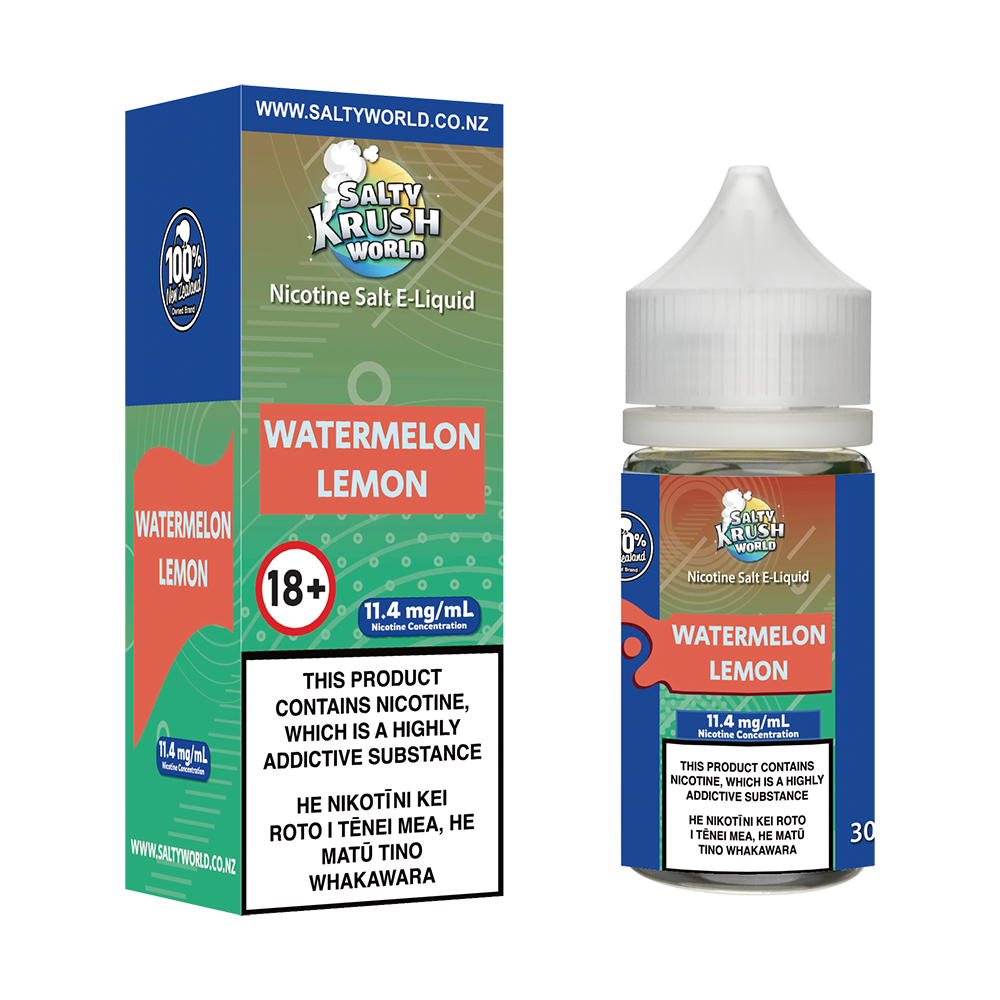 WWW.SALTYWORLD.CO.NZ
SALTY
KRUSH
WORLD
Nicotine Salt E-Liquid
WATERMELON
LEMON
18+
11.4 mg/mL
Nicotine Concentration
THIS PRODUCT
CONTAINS NICOTINE,
WHICH IS A HIGHLY
ADDICTIVE SUBSTANCE
HE NIKOTĪNI KEI
ROTO I TĒNEI MEA, HE
MATŪ TINO
WHAKAWARA
100%
New Zealand
Owned Brand
WATERMELON
LEMON
11.4 mg/mL
Nicotine Concentration
WWW.SALTYWORLD.CO.NZ
SALTY
KRUSH
WORLD
Nicotine Salt E-Liquid
0%
ealand
d Brand
WATERMELON
LEMON
11.4 mg/mL
Nicotine Concentration
THIS PRODUCT CONTAINS
NICOTINE, WHICH IS A HIGHLY
ADDICTIVE SUBSTANCE
HE NIKOTĪNI KEI ROTO
I TĒNEI MEA, HE MATŪ
TINO WHAKAWARA
30